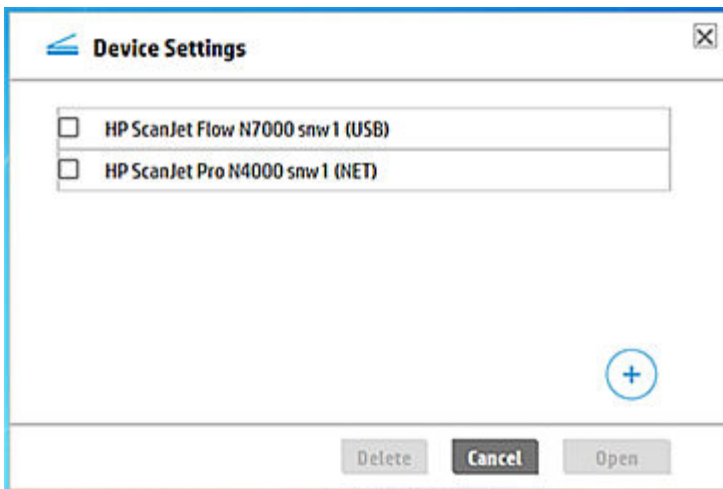 Device Settings
HP ScanJet Flow N7000 snw1 (USB)
HP ScanJet Pro N4000 snw1 (NET)
Delete
Cancel
Open